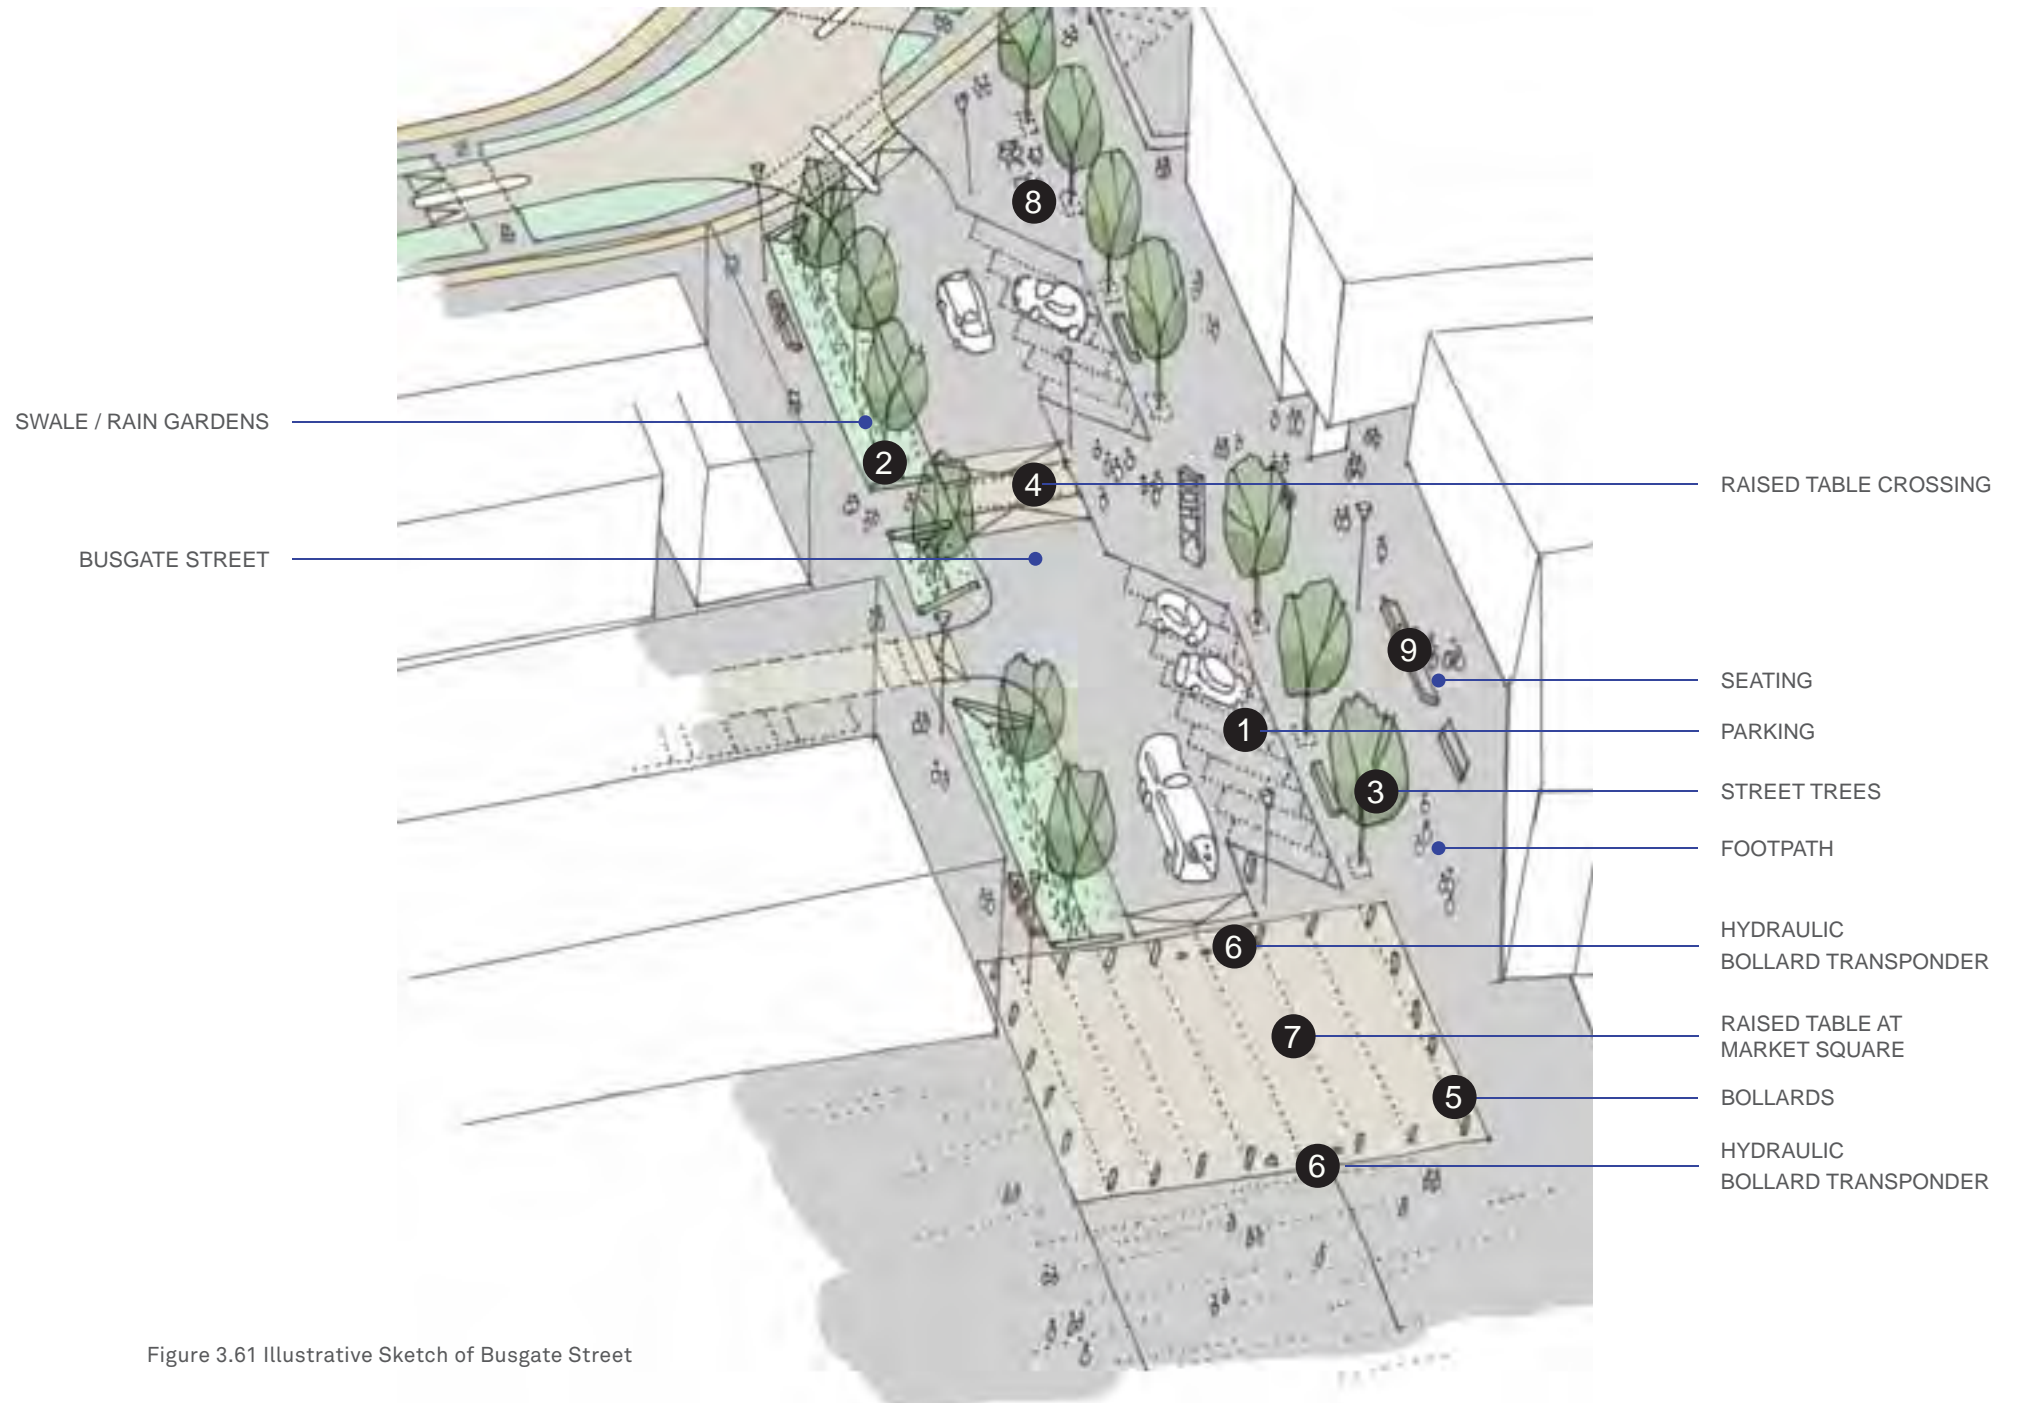 8
SWALE / RAIN GARDENS
2
4
RAISED TABLE CROSSING
BUSGATE STREET
9
SEATING
1
PARKING
3
STREET TREES
FOOTPATH
6
HYDRAULIC
BOLLARD TRANSPONDER
7
RAISED TABLE AT
MARKET SQUARE
5
BOLLARDS
6
HYDRAULIC
BOLLARD TRANSPONDER
Figure 3.61 Illustrative Sketch of Busgate Street